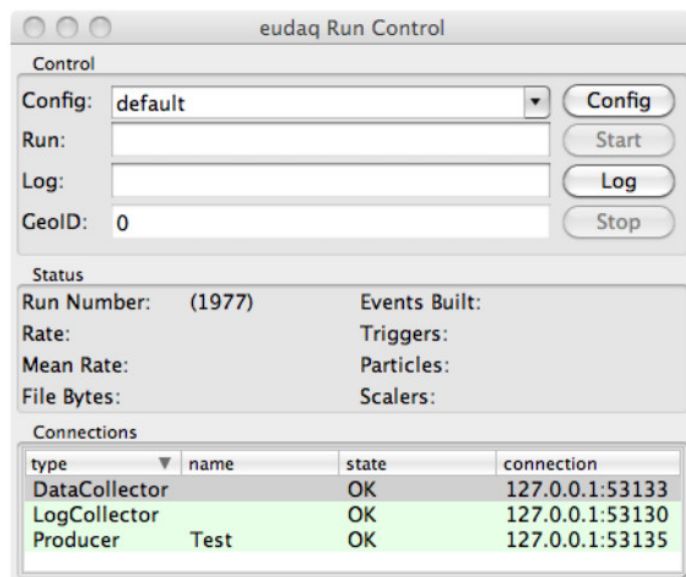 eudaq Run Control
Control
Config: default Config
Run: Start
Log: Log
GeoID: 0 Stop
Status
Run Number: (1977) Events Built:
Rate: Triggers:
Mean Rate: Particles:
File Bytes: Scalers:
Connections
type name state connection
DataCollector OK 127.0.0.1:53133
LogCollector OK 127.0.0.1:53130
Producer Test OK 127.0.0.1:53135